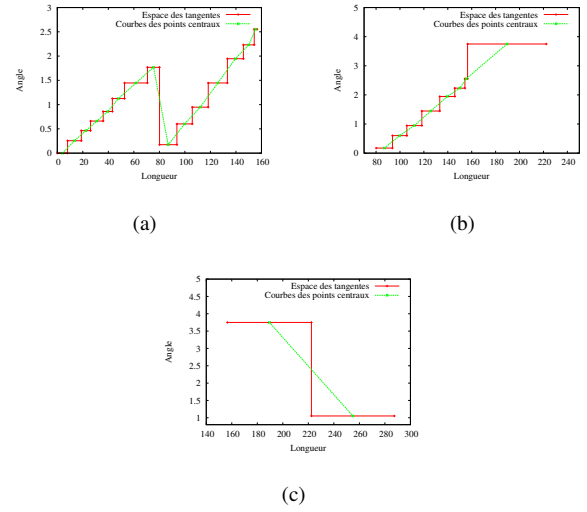 3
2.5
2
1.5
1
0.5
0
0 20 40 60 80 100 120 140 160
Angle
Longueur
Espace des tangentes
Courbes des points centraux
(a)
5
4
3
2
1
0
80 100 120 140 160 180 200 220 240
Angle
Longueur
Espace des tangentes
Courbes des points centraux
(b)
5
4.5
4
3.5
3
2.5
2
1.5
1
140 160 180 200 220 240 260 280 300
Angle
Longueur
Espace des tangentes
Courbes des points centraux
(c)